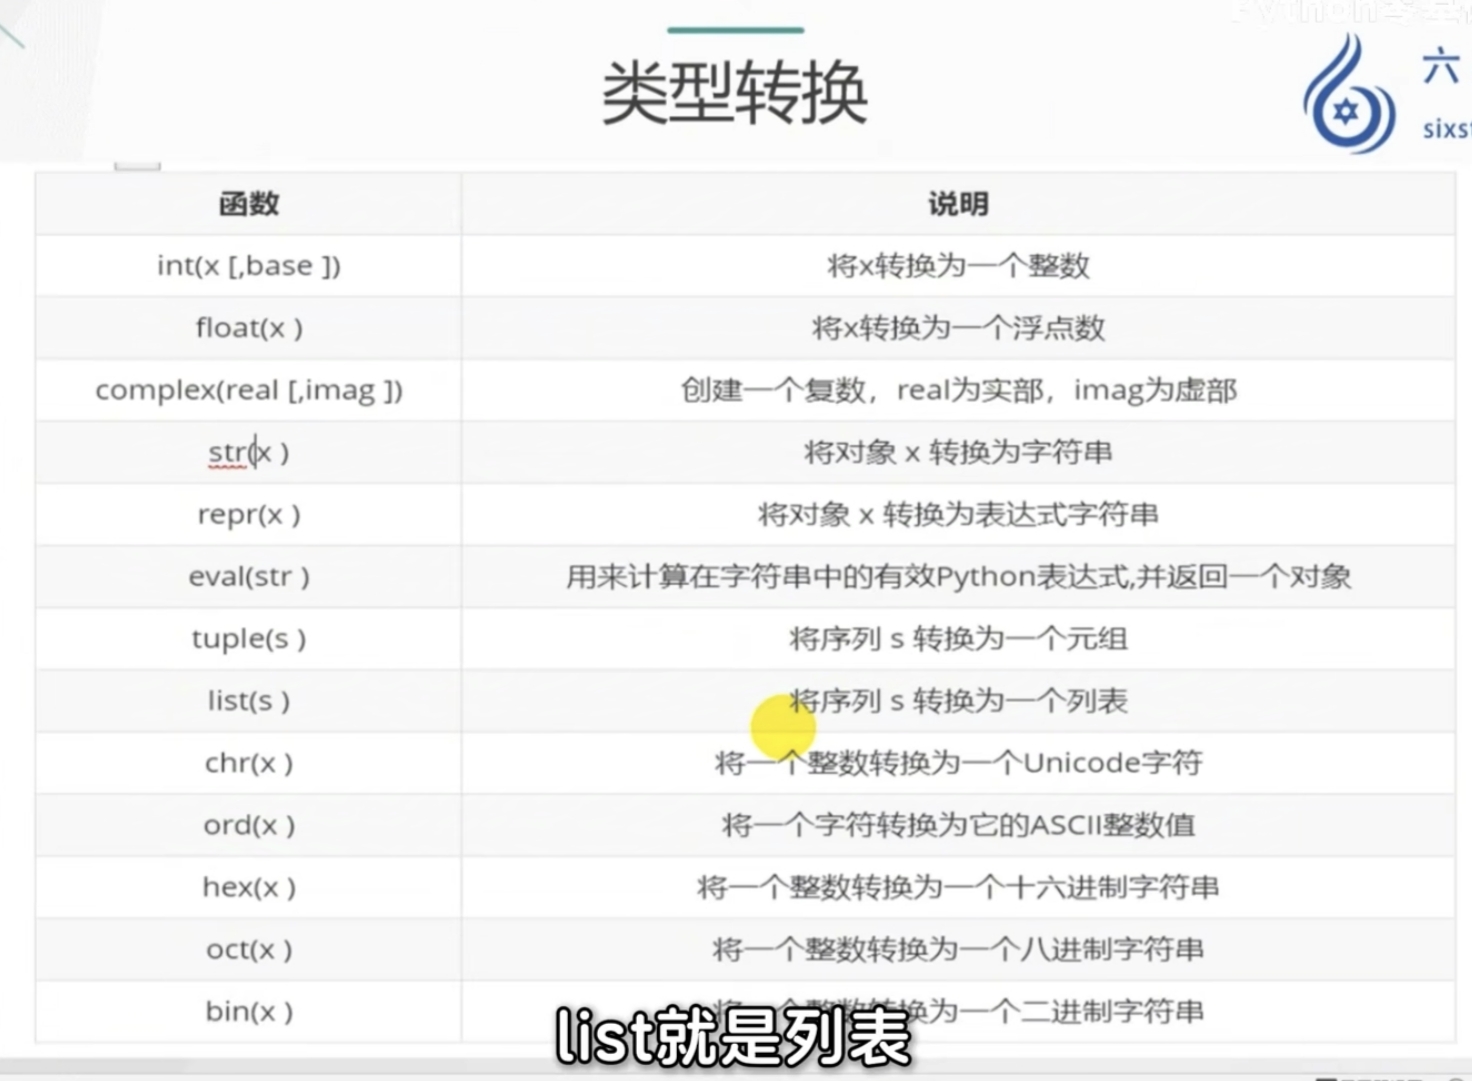 类型转换
六
函数 说明
int(x [,base ]) 将x转换为一个整数
float(x ) 将x转换为一个浮点数
complex(real [,imag ]) 创建一个复数，real为实部，imag为虚部
str(x ) 将对象 x 转换为字符串
repr(x ) 将对象 x 转换为表达式字符串
eval(str ) 用来计算在字符串中的有效Python表达式,并返回一个对象
tuple(s ) 将序列 s 转换为一个元组
list(s ) 将序列 s 转换为一个列表
chr(x ) 将一个整数转换为一个Unicode字符
ord(x ) 将一个字符转换为它的ASCII整数值
hex(x ) 将一个整数转换为一个十六进制字符串
oct(x ) 将一个整数转换为一个八进制字符串
bin(x ) 将一个整数转换为一个二进制字符串
list就是列表